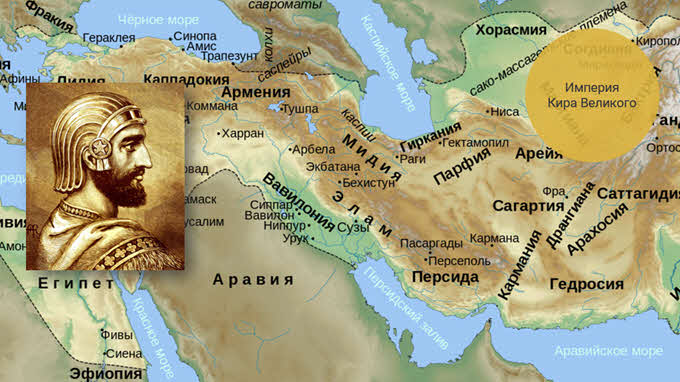 савроматы
Чёрное море
Фракия
Гераклея
Синопа
Амис
Трапезунт
колхи
саспейры
Каспийское море
Хорасмия
сако-массагетские племена
Согдиана
Кирополь
Империя
Кира Великого
Афины
Лидия
Каппадокия
Армения
Коммана
Тушпа
каспии
Харран
Арбела
Мидия
Экбатана
Бехистун
Раги
Гиркания
Гектамопил
Парфия
Ниса
Арейя
Фра
Саттагидия
Сагартия
Дрангиана
Арахосия
Вавилония
Элам
Сиппар
Вавилон
Ниппур
Урук
Сузы
Пасаргады
Персеполь
Кармана
Персида
Кармания
Гедросия
Египет
Аравия
Персидский залив
Красное море
Аравийское море
Фивы
Сиена
Эфиопия